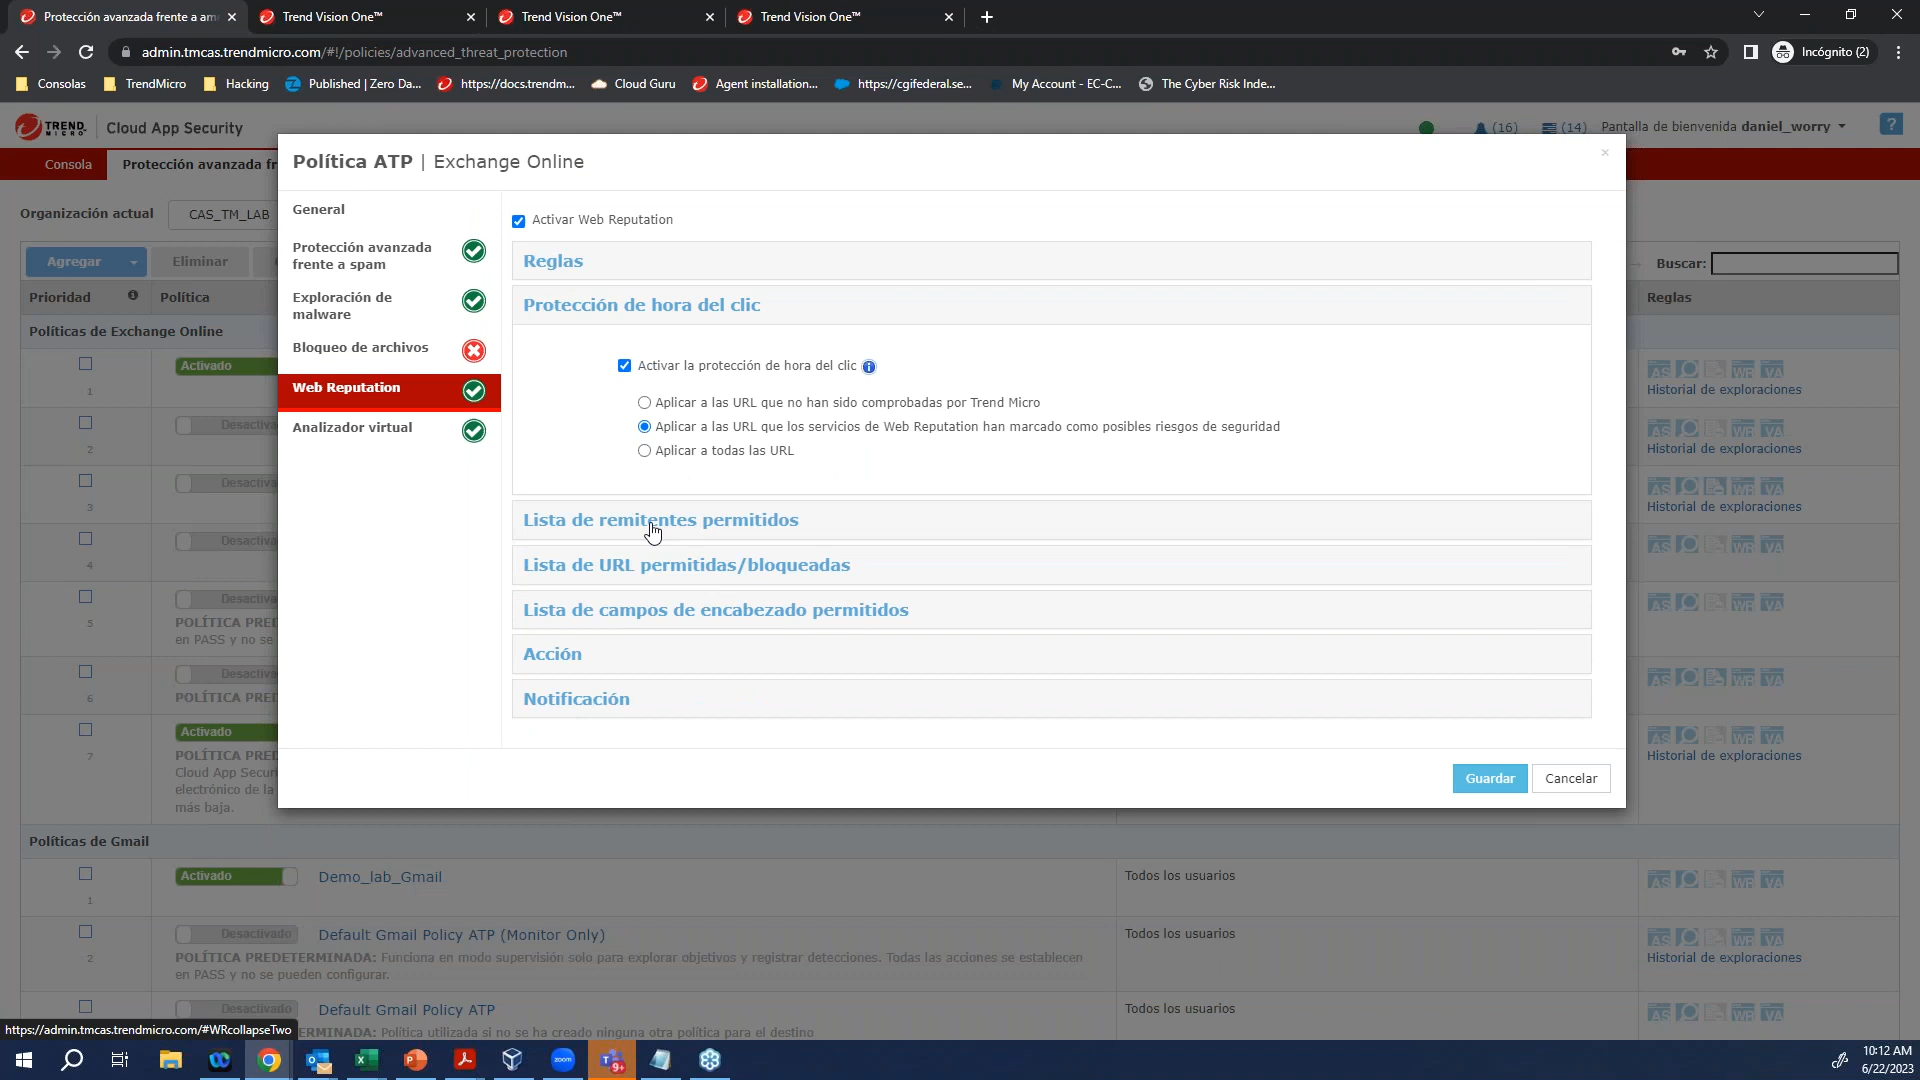 Protección avanzada frente a am
Trend Vision One™
Trend Vision One™
Trend Vision One™
admin.tmcas.trendmicro.com/#!/policies/advanced_threat_protection
Incógnito (2)
Consolas
TrendMicro
Hacking
Published | Zero Da...
https://docs.trendm...
Cloud Guru
Agent installation...
https://cgifederal.se...
My Account - EC-C...
The Cyber Risk Inde...
TREND MICRO
Cloud App Security
(16)
(14)
Pantalla de bienvenida daniel_worry
?
Consola
Protección avanzada fr
Organización actual
CAS_TM_LAB
Agregar
Eliminar
Buscar:
Prioridad
Política
Reglas
Políticas de Exchange Online
1
Activado
Historial de exploraciones
2
Desactiva
Historial de exploraciones
3
Desactiva
Historial de exploraciones
4
Desactiva
5
Desactiva
POLÍTICA PRED
en PASS y no se
6
Desactiva
POLÍTICA PRED
7
Activado
POLÍTICA PRED
Cloud App Secur
electrónico de la
más baja.
Historial de exploraciones
Política ATP | Exchange Online
General
Protección avanzada
frente a spam
Exploración de
malware
Bloqueo de archivos
Web Reputation
Analizador virtual
Activar Web Reputation
Reglas
Protección de hora del clic
Activar la protección de hora del clic
Aplicar a las URL que no han sido comprobadas por Trend Micro
Aplicar a las URL que los servicios de Web Reputation han marcado como posibles riesgos de seguridad
Aplicar a todas las URL
Lista de remitentes permitidos
Lista de URL permitidas/bloqueadas
Lista de campos de encabezado permitidos
Acción
Notificación
Guardar
Cancelar
Políticas de Gmail
1
Activado
Demo_lab_Gmail
Todos los usuarios
AS WR VA
2
Desactivado
Default Gmail Policy ATP (Monitor Only)
POLÍTICA PREDETERMINADA: Funciona en modo supervisión solo para explorar objetivos y registrar detecciones. Todas las acciones se establecen
en PASS y no se pueden configurar.
Todos los usuarios
AS WR VA
Historial de exploraciones
Desactivado
Default Gmail Policy ATP
ERMINADA: Política utilizada si no se ha creado ninguna otra política para el destino
Todos los usuarios
AS WR VA
https://admin.tmcas.trendmicro.com/#WRcollapseTwo
zoom
9+
10:12 AM
6/22/2023